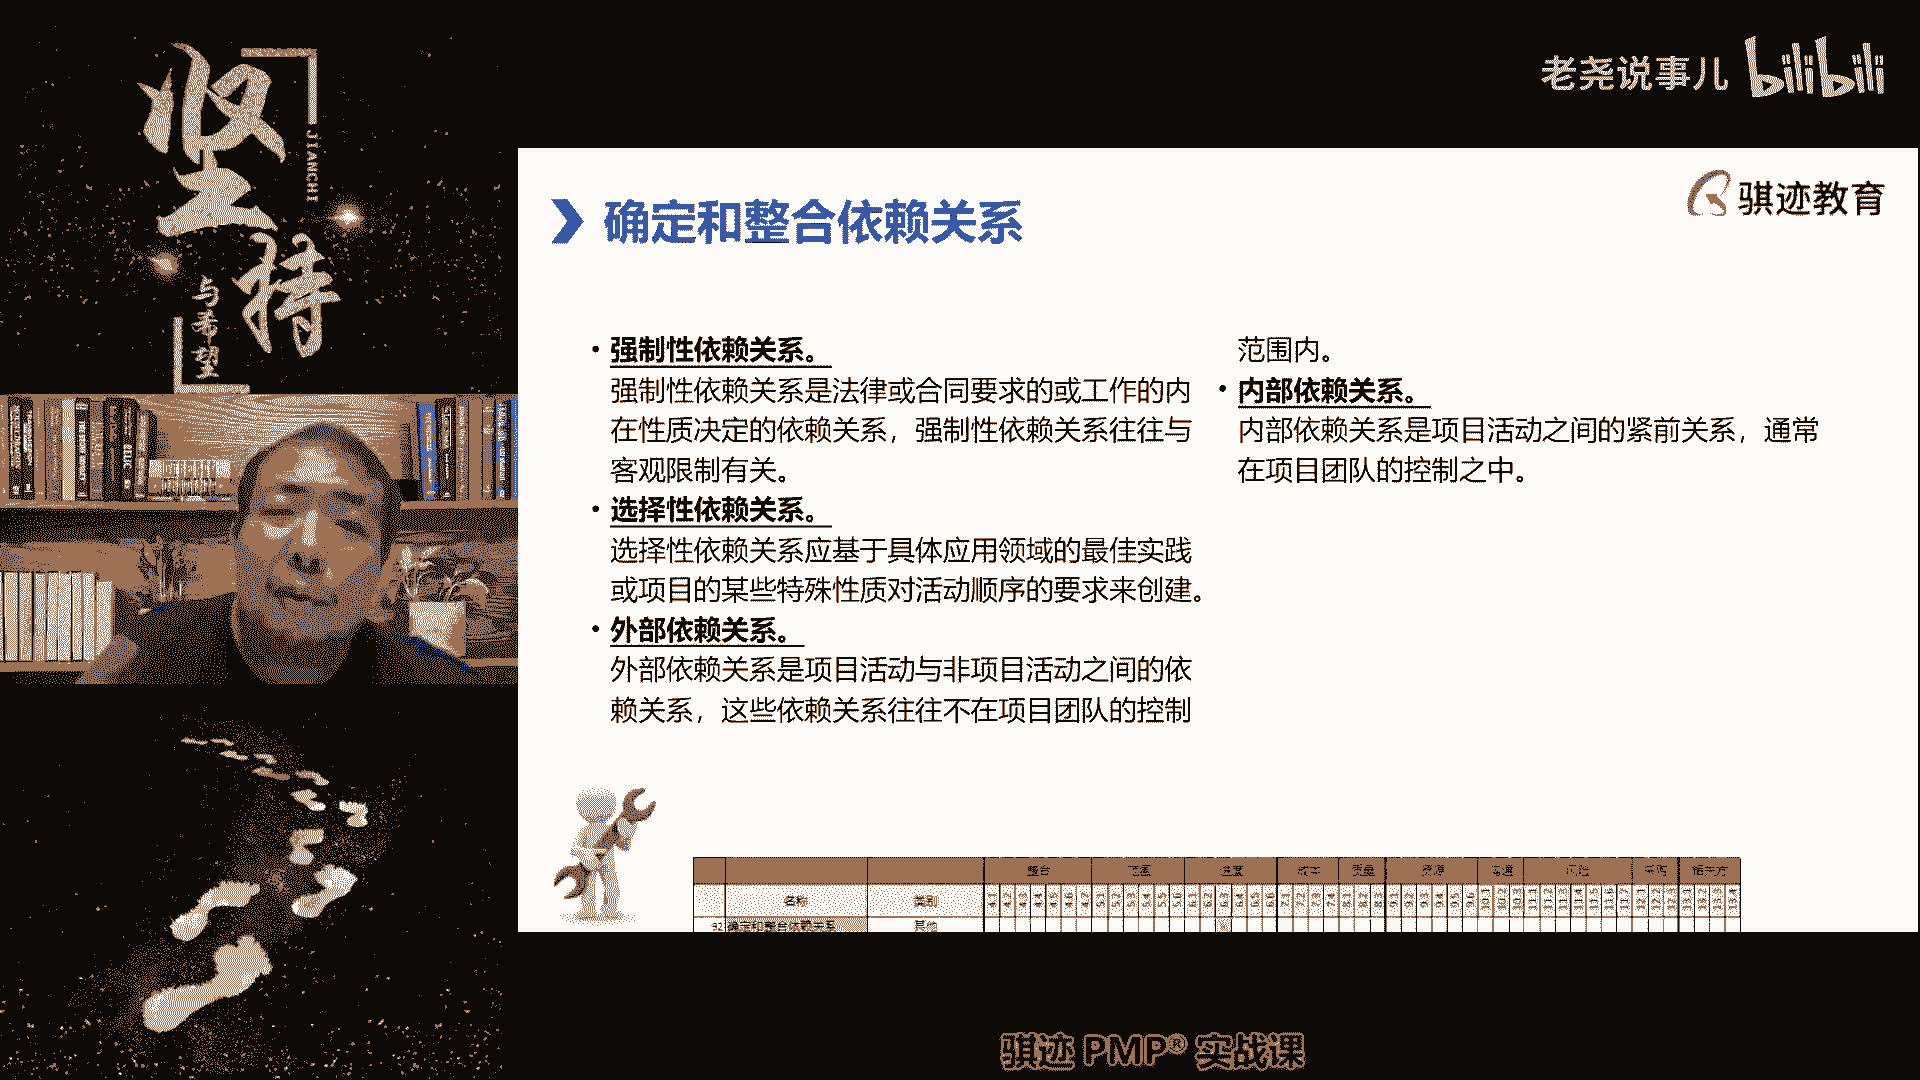 坚持
JIANCHI
与希望
老尧说事儿 bilibili
骐迹教育
确定和整合依赖关系
• 强制性依赖关系。
强制性依赖关系是法律或合同要求的或工作的内
在性质决定的依赖关系，强制性依赖关系往往与
客观限制有关。
• 选择性依赖关系。
选择性依赖关系应基于具体应用领域的最佳实践
或项目的某些特殊性质对活动顺序的要求来创建。
• 外部依赖关系。
外部依赖关系是项目活动与非项目活动之间的依
赖关系，这些依赖关系往往不在项目团队的控制
范围内。
• 内部依赖关系。
内部依赖关系是项目活动之间的紧前关系，通常
在项目团队的控制之中。
整合 范围 进度 成本 质量 资源 沟通 风险 采购 相关方
名称 类别
92 确定和整合依赖关系 其他
骐迹 PMP® 实战课